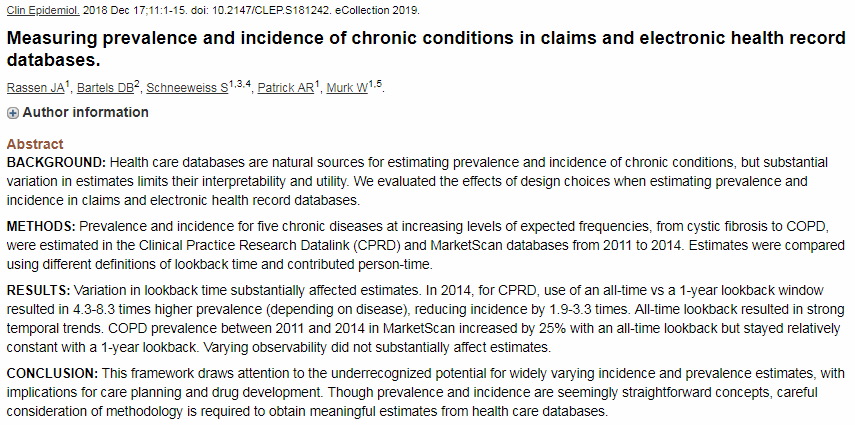 Clin Epidemiol. 2018 Dec 17;11:1-15. doi: 10.2147/CLEP.S181242. eCollection 2019.
Measuring prevalence and incidence of chronic conditions in claims and electronic health record
databases.
Rassen JA1, Bartels DB2, Schneeweiss S1,3,4, Patrick AR1, Murk W1,5.
Author information
Abstract
BACKGROUND: Health care databases are natural sources for estimating prevalence and incidence of chronic conditions, but substantial
variation in estimates limits their interpretability and utility. We evaluated the effects of design choices when estimating prevalence and
incidence in claims and electronic health record databases.
METHODS: Prevalence and incidence for five chronic diseases at increasing levels of expected frequencies, from cystic fibrosis to COPD,
were estimated in the Clinical Practice Research Datalink (CPRD) and MarketScan databases from 2011 to 2014. Estimates were compared
using different definitions of lookback time and contributed person-time.
RESULTS: Variation in lookback time substantially affected estimates. In 2014, for CPRD, use of an all-time vs a 1-year lookback window
resulted in 4.3-8.3 times higher prevalence (depending on disease), reducing incidence by 1.9-3.3 times. All-time lookback resulted in strong
temporal trends. COPD prevalence between 2011 and 2014 in MarketScan increased by 25% with an all-time lookback but stayed relatively
constant with a 1-year lookback. Varying observability did not substantially affect estimates.
CONCLUSION: This framework draws attention to the underrecognized potential for widely varying incidence and prevalence estimates, with
implications for care planning and drug development. Though prevalence and incidence are seemingly straightforward concepts, careful
consideration of methodology is required to obtain meaningful estimates from health care databases.